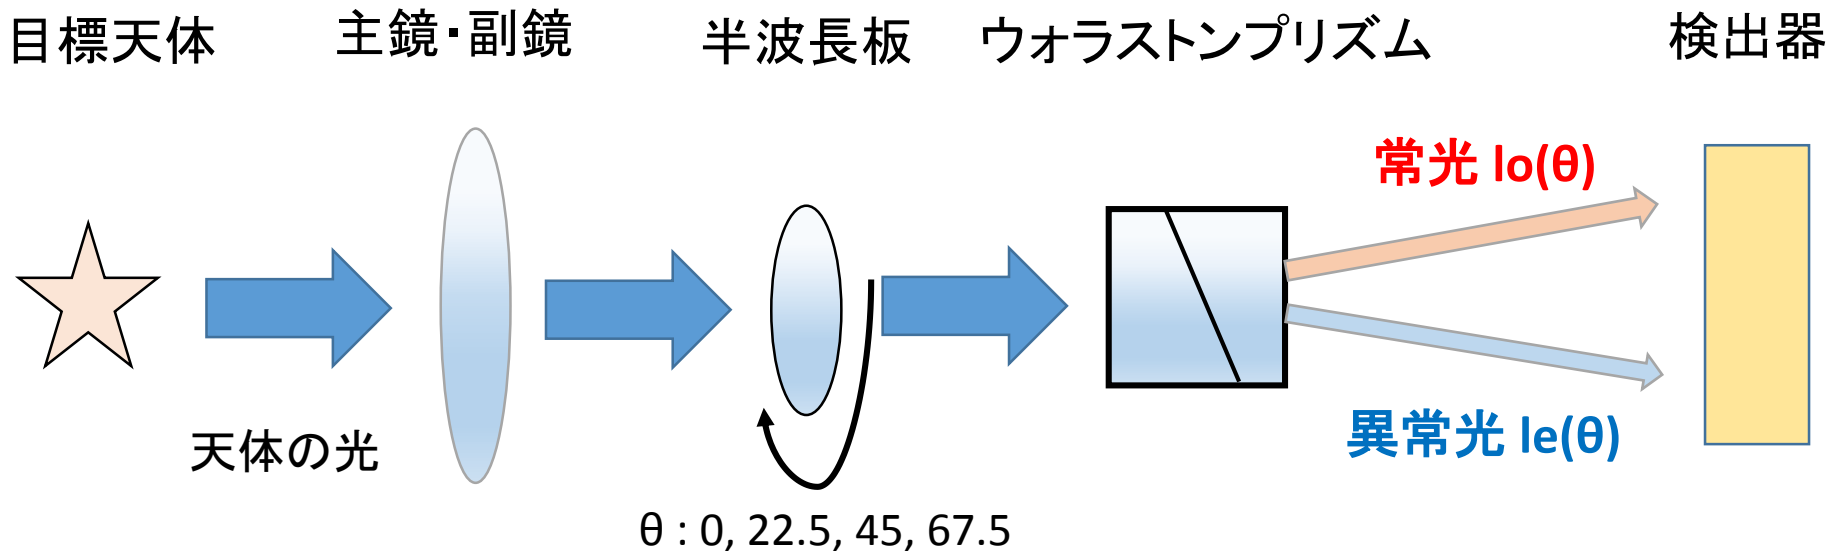 目標天体
主鏡・副鏡
半波長板
ウォラストンプリズム
検出器
常光 Io(θ)
天体の光
異常光 Ie(θ)
θ : 0, 22.5, 45, 67.5